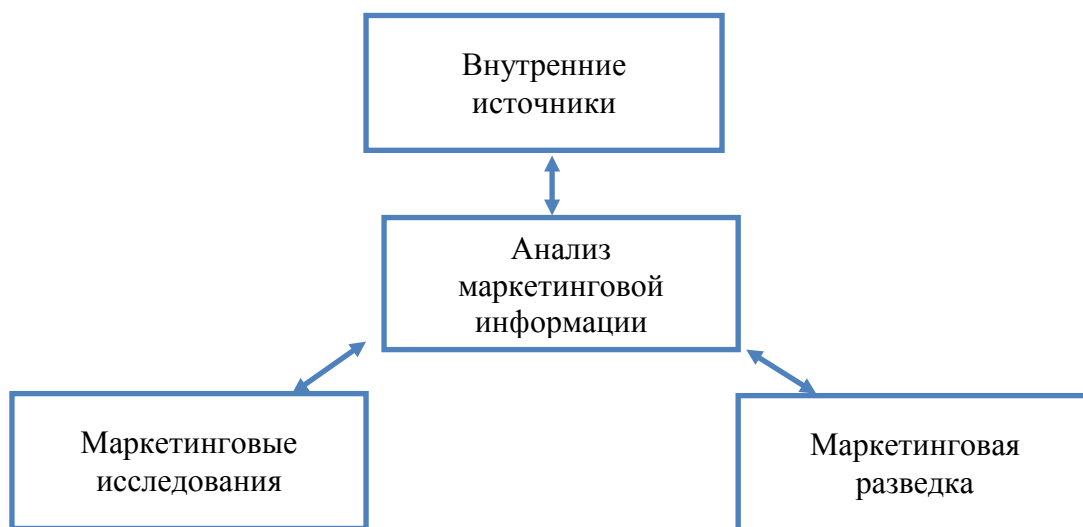 Внутренние
источники
Анализ
маркетинговой
информации
Маркетинговые
исследования
Маркетинговая
разведка